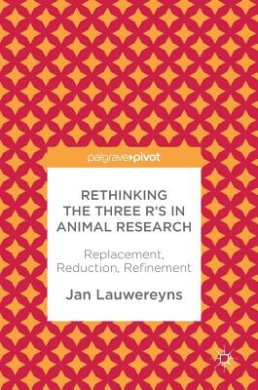 palgrave pivot
RETHINKING
THE THREE R'S IN
ANIMAL RESEARCH
Replacement,
Reduction, Refinement
Jan Lauwereyns